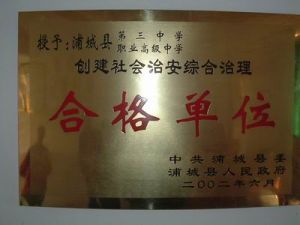 授予：浦城县第三中学
职业高级中学
创建社会治安综合治理
合格单位
中共浦城县委
浦城县人民政府
二00二年六月